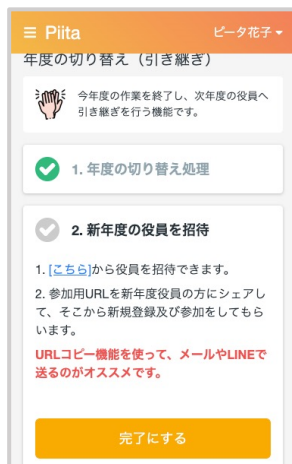 ≡ Piita
ピータ花子
年度の切り替え（引き継ぎ）
今年度の作業を終了し、次年度の役員へ
引き継ぎを行う機能です。
1. 年度の切り替え処理
2. 新年度の役員を招待
1. [こちら]から役員を招待できます。
2. 参加用URLを新年度役員の方にシェアし
て、そこから新規登録及び参加をしてもら
います。
URLコピー機能を使って、メールやLINEで
送るのがオススメです。
完了にする